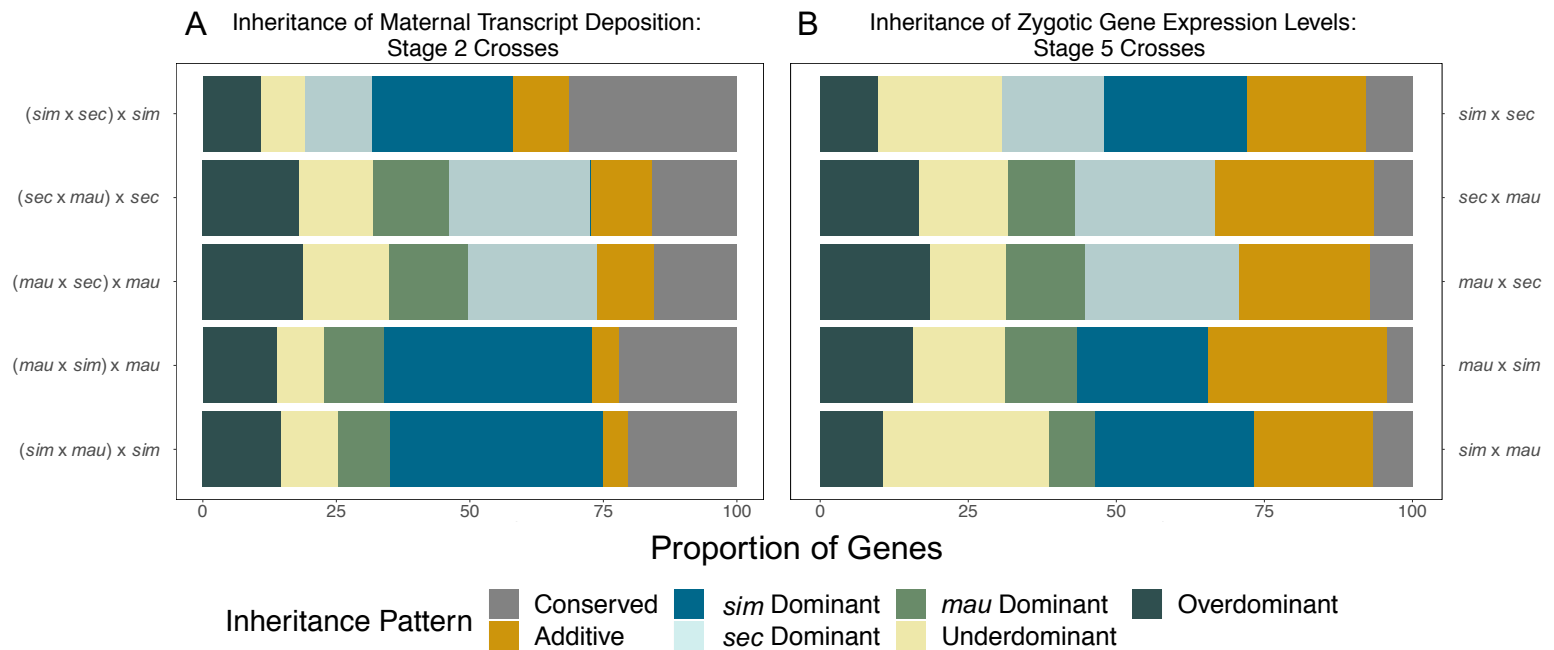 A Inheritance of Maternal Transcript Deposition:
Stage 2 Crosses
B Inheritance of Zygotic Gene Expression Levels:
Stage 5 Crosses
(sim x sec) x sim
(sec x mau) x sec
(mau x sec) x mau
(mau x sim) x mau
(sim x mau) x sim
sim x sec
sec x mau
mau x sec
mau x sim
sim x mau
0 25 50 75 100
0 25 50 75 100
Proportion of Genes
Inheritance Pattern
Conserved sim Dominant mau Dominant Overdominant
Additive sec Dominant Underdominant